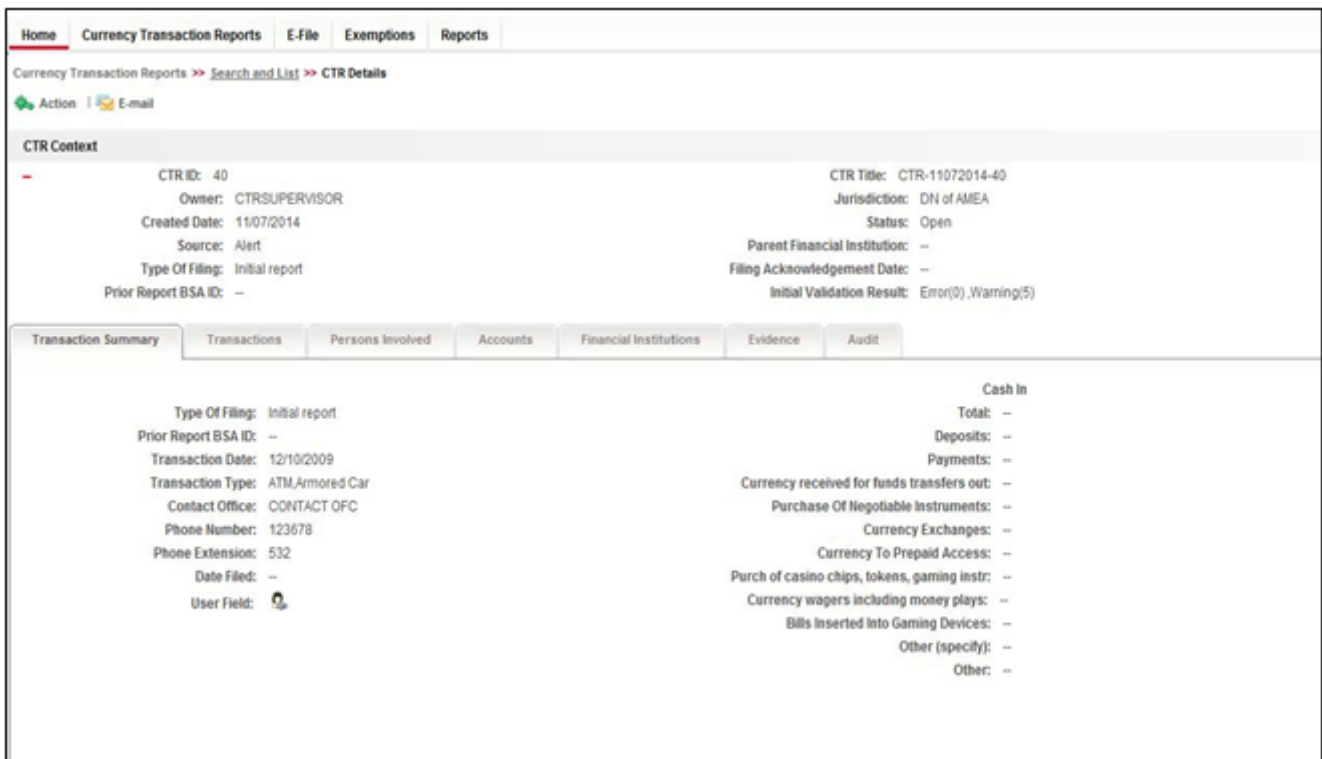 Home Currency Transaction Reports E-File Exemptions Reports
Currency Transaction Reports >> Search and List >> CTR Details
Action | E-mail
CTR Context
CTR ID: 40 CTR Title: CTR-11072014-40
Owner: CTRSUPERVISOR Jurisdiction: DN of AMEA
Created Date: 11/07/2014 Status: Open
Source: Alert Parent Financial Institution: --
Type Of Filing: Initial report Filing Acknowledgement Date: --
Prior Report BSA ID: -- Initial Validation Result: Error(0) ,Warning(5)
Transaction Summary Transactions Persons Involved Accounts Financial Institutions Evidence Audit
Cash In
Type Of Filing: Initial report Total: --
Prior Report BSA ID: -- Deposits: --
Transaction Date: 12/10/2009 Payments: --
Transaction Type: ATM,Armored Car Currency received for funds transfers out: --
Contact Office: CONTACT OFC Purchase Of Negotiable Instruments: --
Phone Number: 123678 Currency Exchanges: --
Phone Extension: 532 Currency To Prepaid Access: --
Date Filed: -- Purch of casino chips, tokens, gaming instr: --
User Field: Currency wagers including money plays: --
Bills Inserted Into Gaming Devices: --
Other (specify): --
Other: --